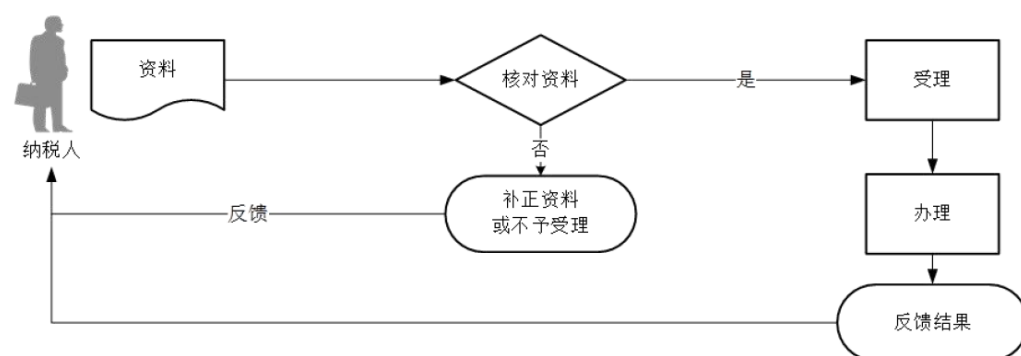 资料
核对资料
是
受理
纳税人
否
补正资料
或不予受理
反馈
办理
反馈结果